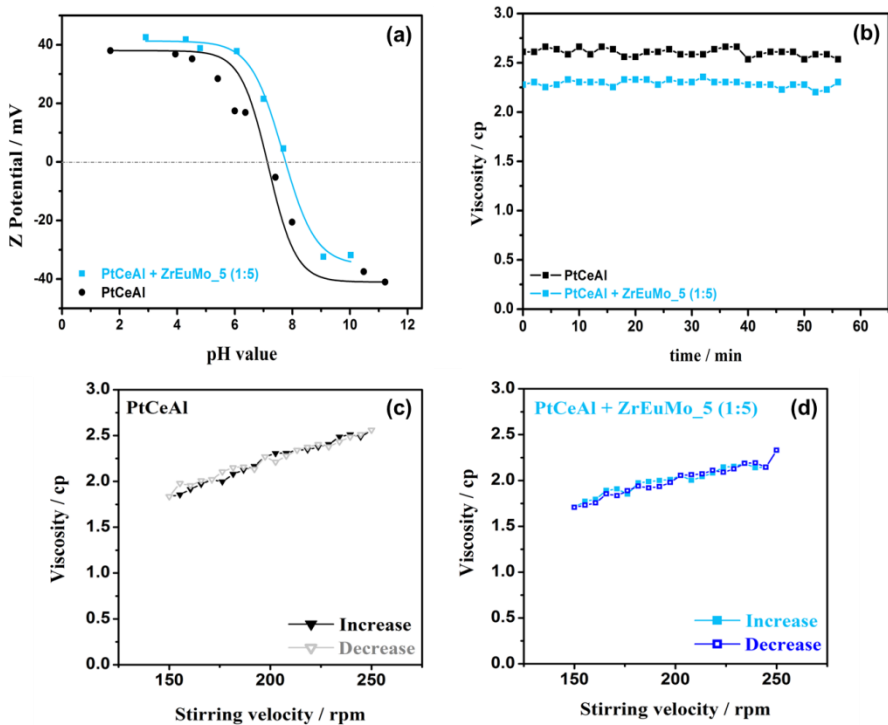 (a)
40
20
0
-20
-40
Z Potential / mV
PtCeAl + ZrEuMo_5 (1:5)
PtCeAl
0 2 4 6 8 10 12
pH value
(b)
3.0
2.5
2.0
1.5
1.0
0.5
0.0
Viscosity / cp
PtCeAl
PtCeAl + ZrEuMo_5 (1:5)
0 10 20 30 40 50 60
time / min
PtCeAl
(c)
3.0
2.5
2.0
1.5
1.0
0.5
0.0
Viscosity / cp
Increase
Decrease
150 200 250
Stirring velocity / rpm
PtCeAl + ZrEuMo_5 (1:5)
(d)
3.0
2.5
2.0
1.5
1.0
0.5
0.0
Viscosity / cp
Increase
Decrease
150 200 250
Stirring velocity / rpm